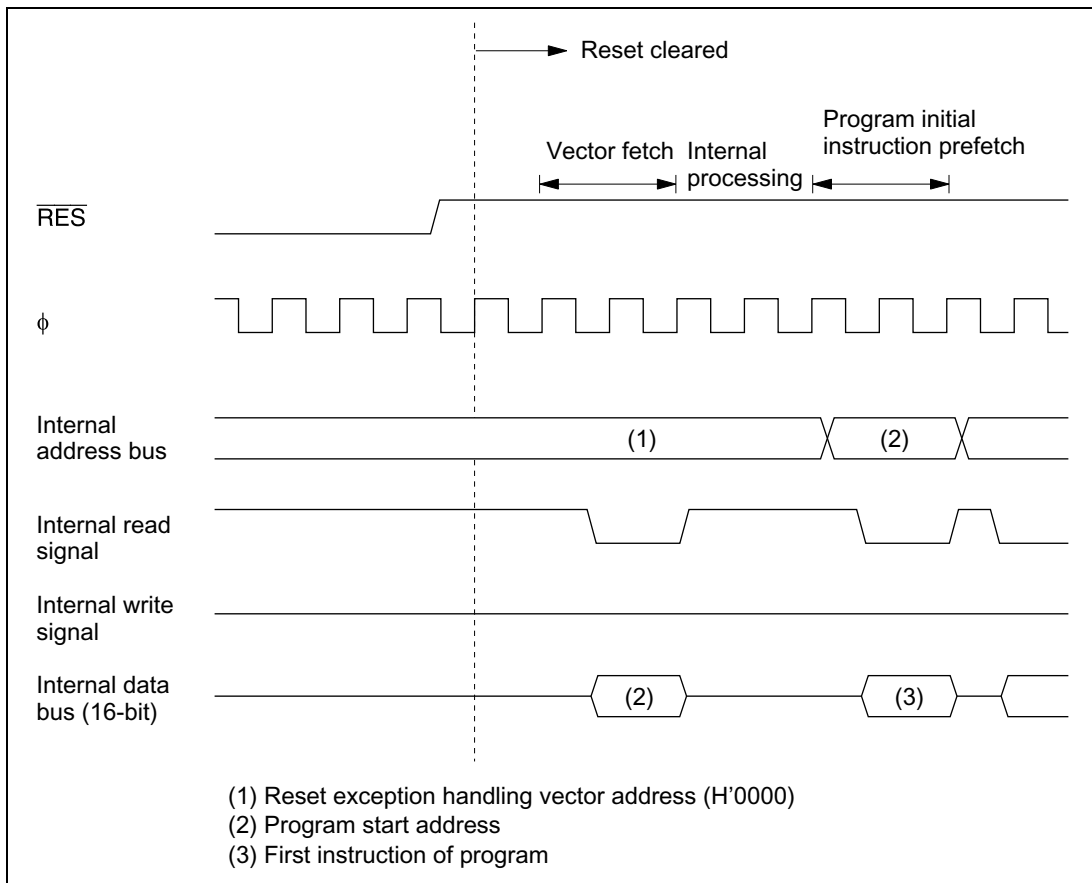 Reset cleared
Program initial
Vector fetch
Internal
instruction prefetch
processing
RES
φ
Internal
address bus
(1)
(2)
Internal read
signal
Internal write
signal
Internal data
bus (16-bit)
(2)
(3)
(1) Reset exception handling vector address (H'0000)
(2) Program start address
(3) First instruction of program